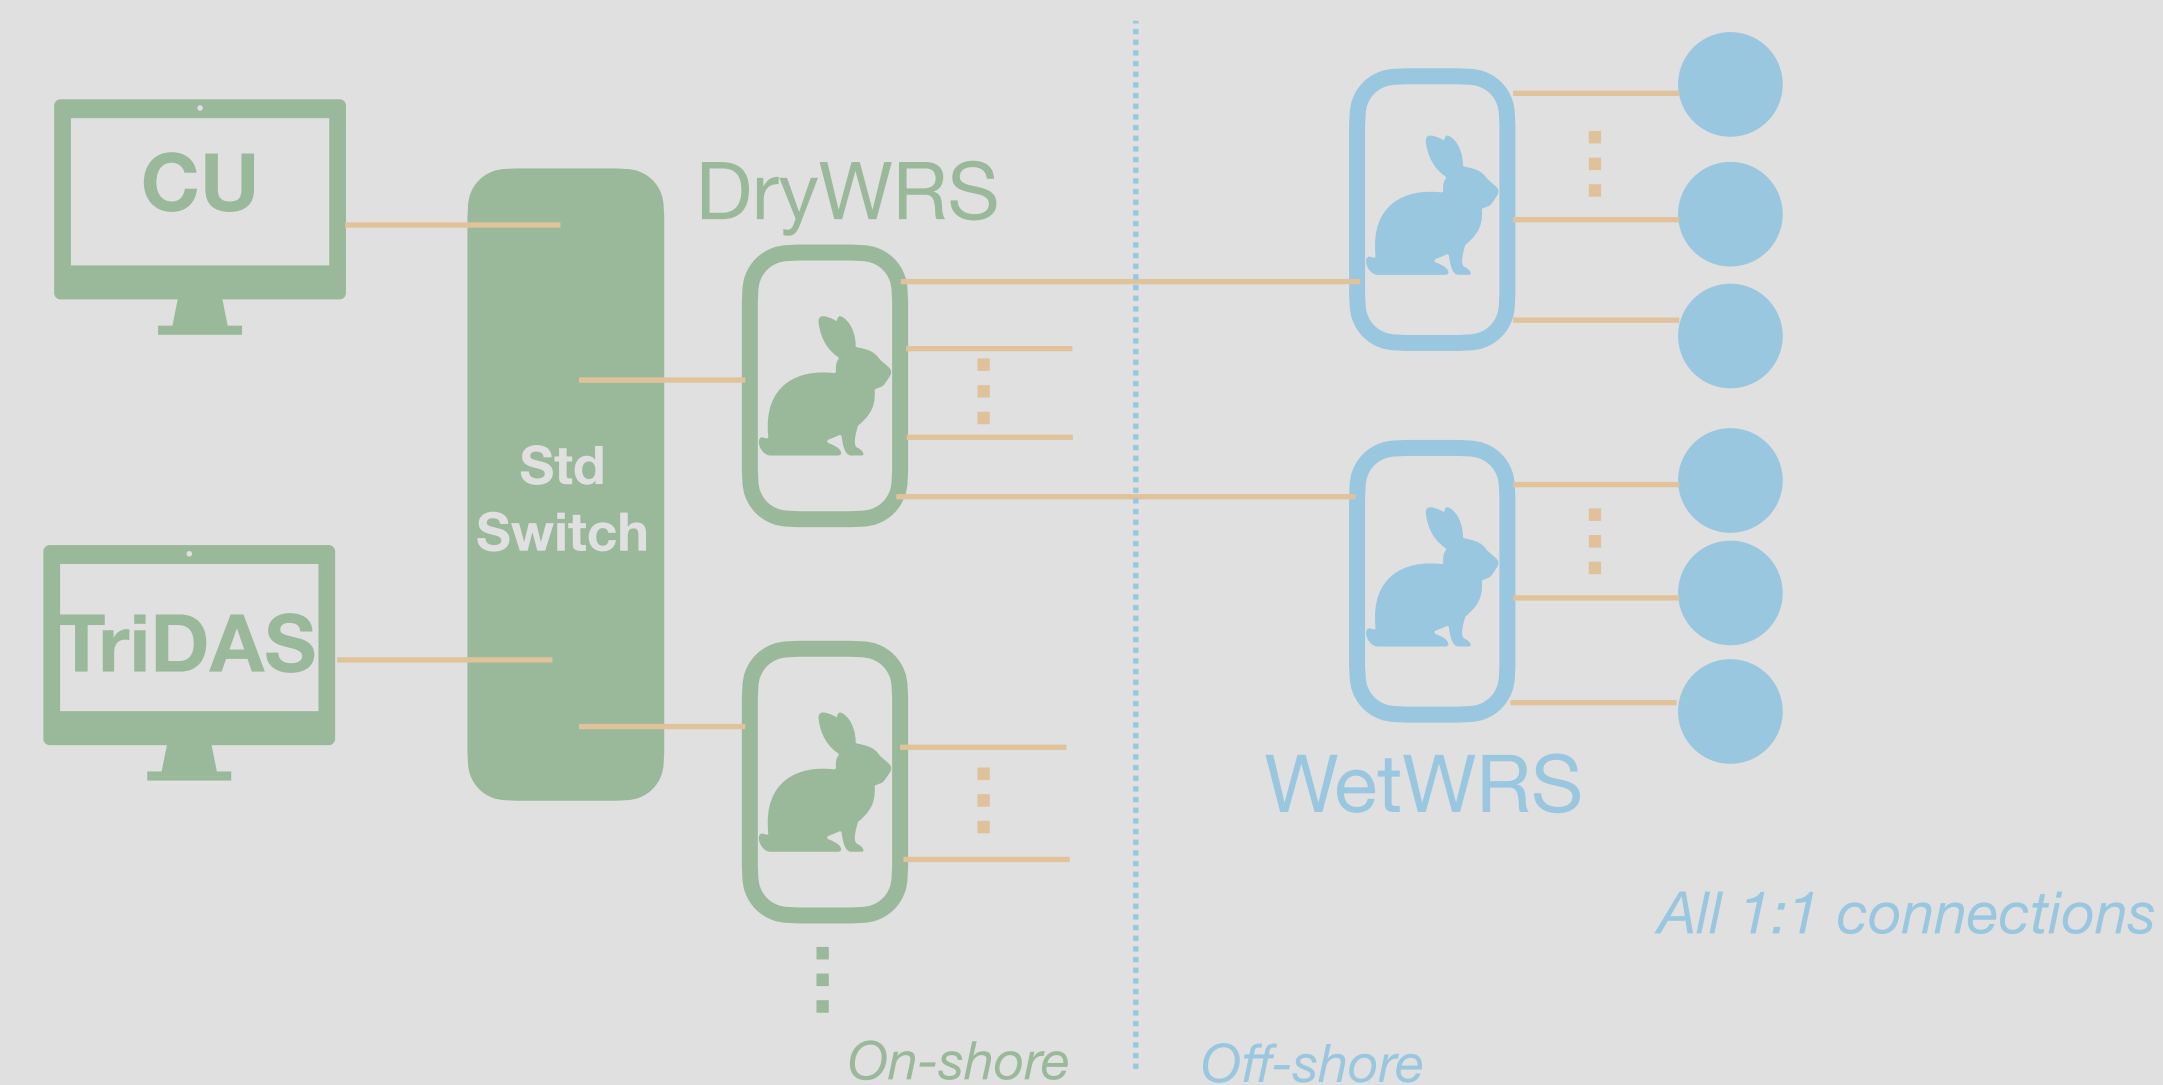 CU
DryWRS
Std
Switch
TriDAS
WetWRS
All 1:1 connections
On-shore
Off-shore